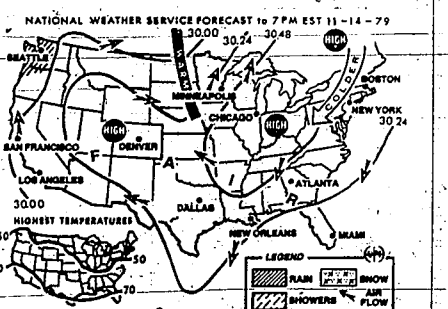 NATIONAL WEATHER SERVICE FORECAST to 7 PM EST 11-14-79
30.00
30.24
30.48
HIGH
SEATTLE
WARM
COLDER
BOSTON
MINNEAPOLIS
CHICAGO
NEW YORK
30.24
HIGH
HIGH
DENVER
SAN FRANCISCO
F A I R
LOS ANGELES
ATLANTA
30.00
DALLAS
HIGHEST TEMPERATURES
NEW ORLEANS
MIAMI
50
70
LEGEND
RAIN
SNOW
SHOWERS
AIR FLOW